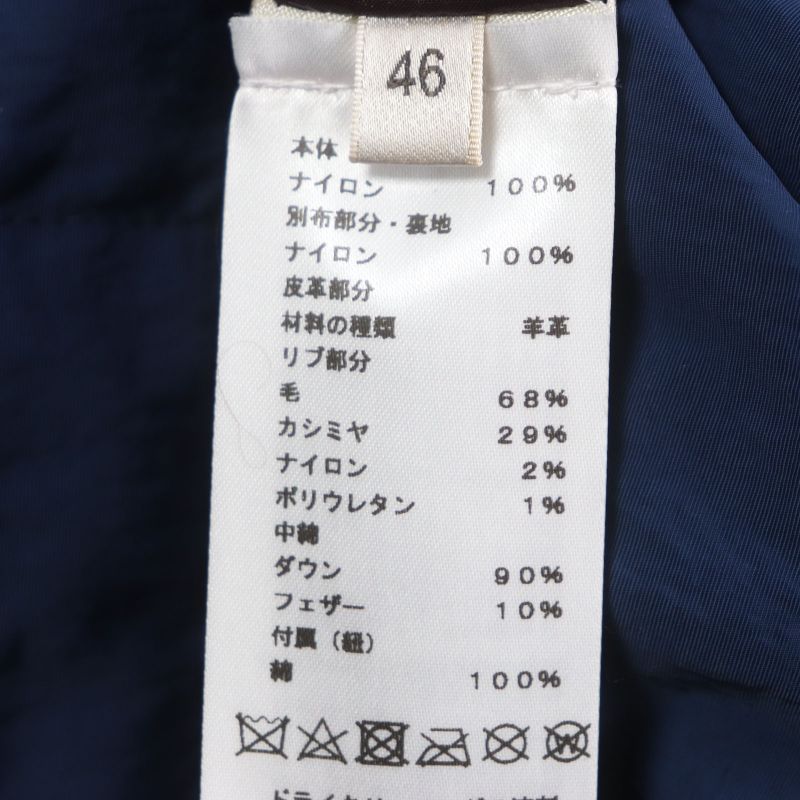 46
本体
ナイロン 100%
別布部分・裏地
ナイロン 100%
皮革部分
材料の種類 羊革
リブ部分
毛 68%
カシミヤ 29%
ナイロン 2%
ポリウレタン 1%
中綿
ダウン 90%
フェザー 10%
付属（紐）
綿 100%
W